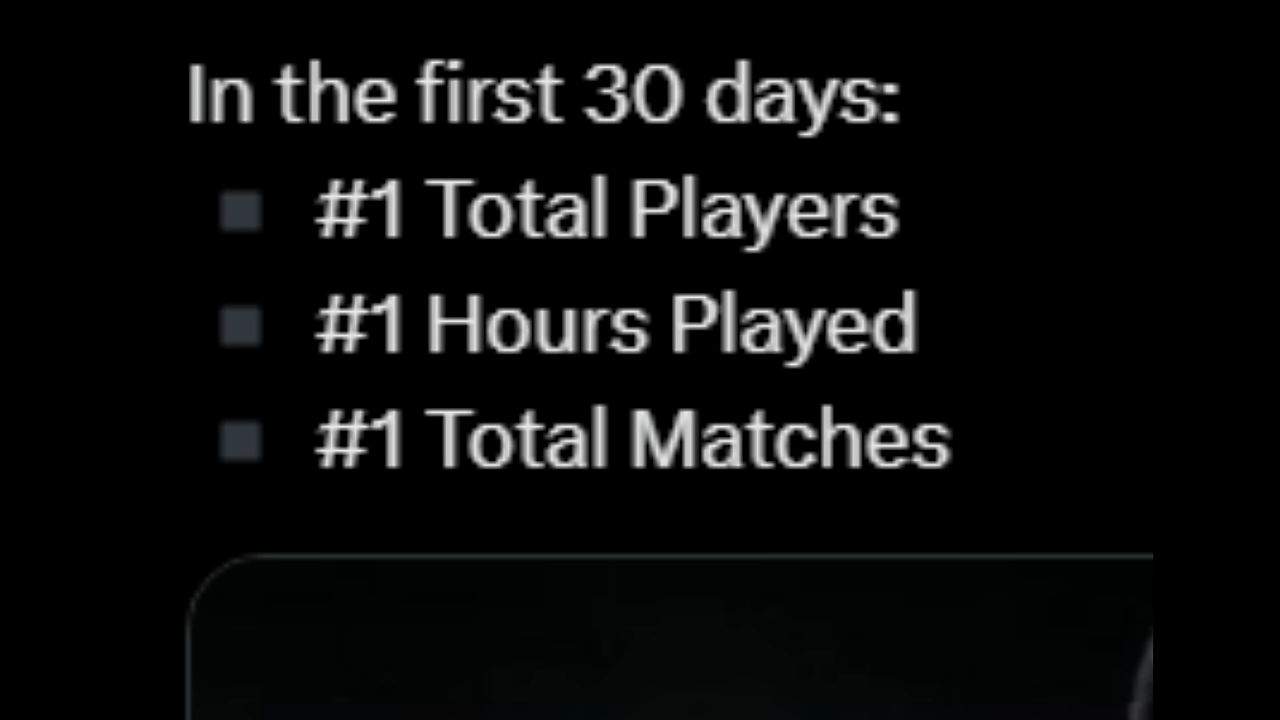 In the first 30 days:
#1 Total Players
#1 Hours Played
#1 Total Matches